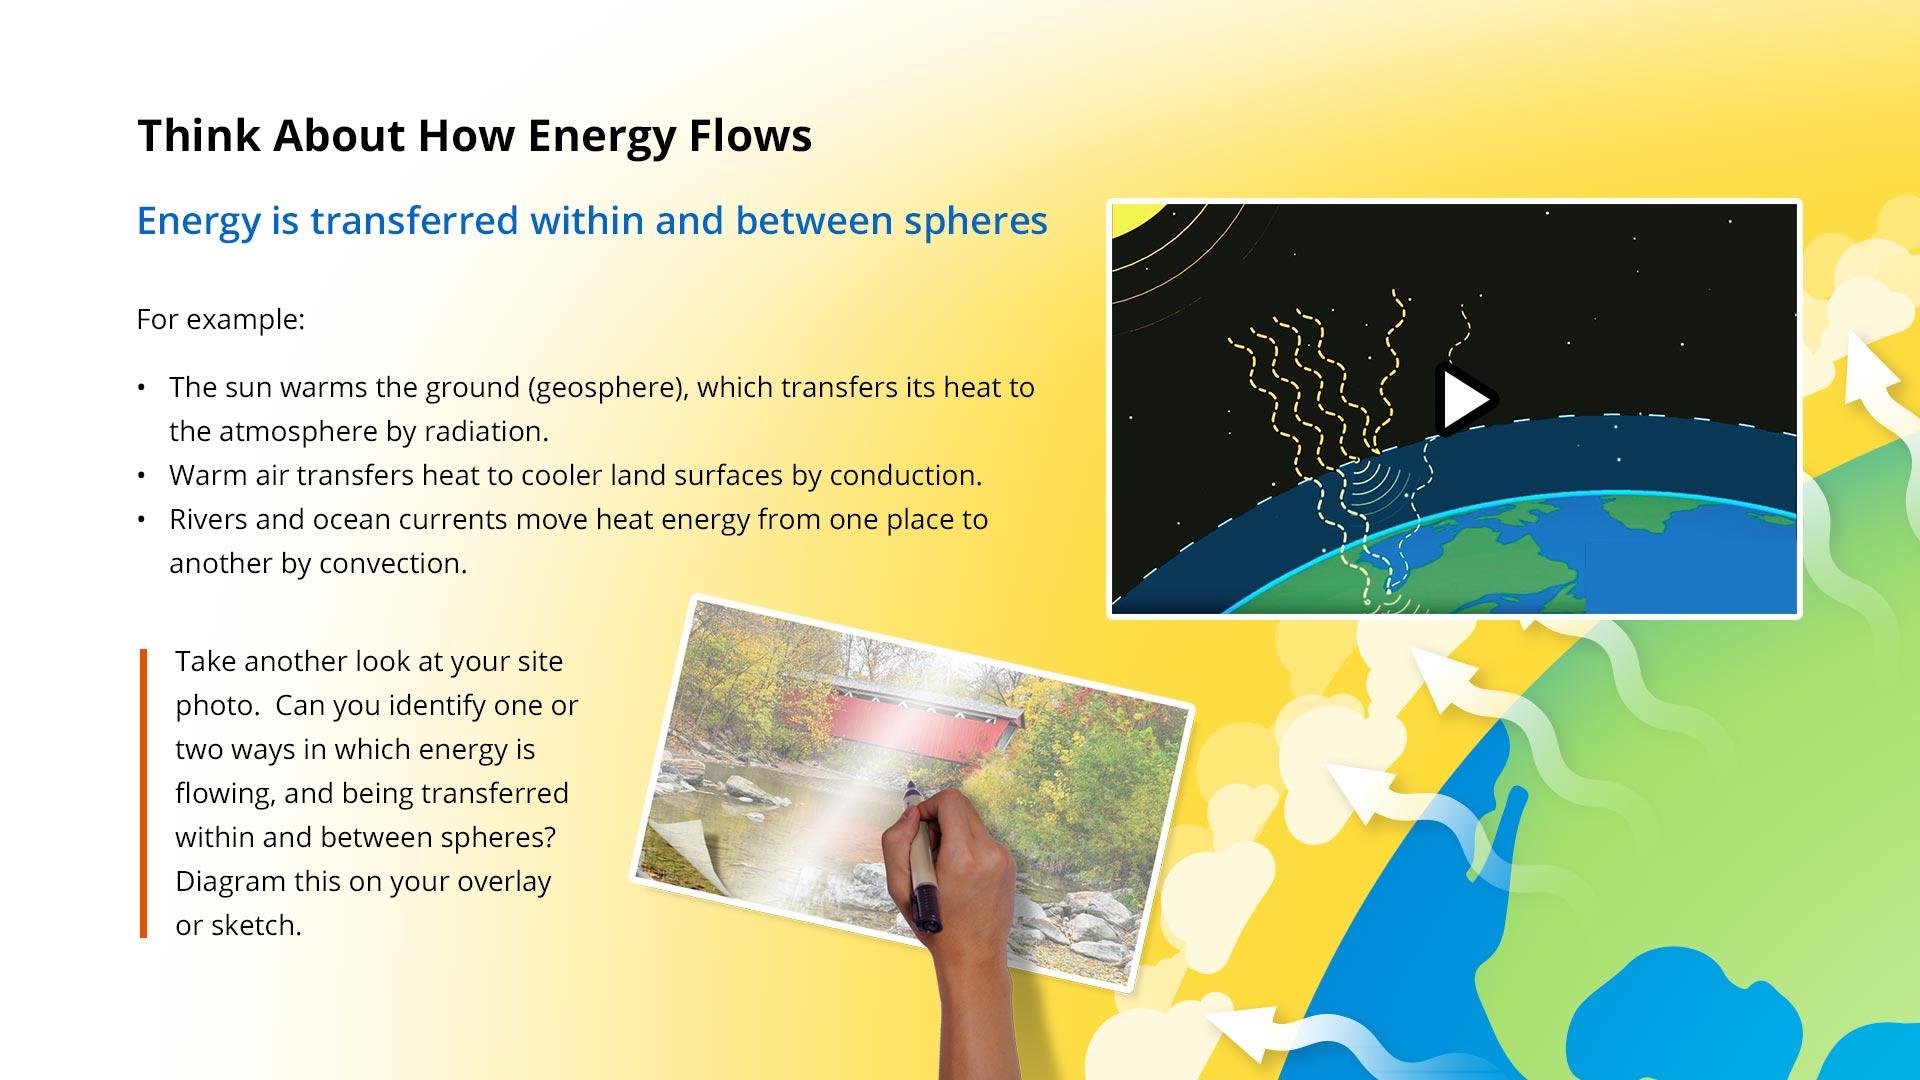 Think About How Energy Flows
Energy is transferred within and between spheres
For example:
• The sun warms the ground (geosphere), which transfers its heat to
the atmosphere by radiation.
• Warm air transfers heat to cooler land surfaces by conduction.
• Rivers and ocean currents move heat energy from one place to
another by convection.
Take another look at your site
photo.  Can you identify one or
two ways in which energy is
flowing, and being transferred
within and between spheres?
Diagram this on your overlay
or sketch.